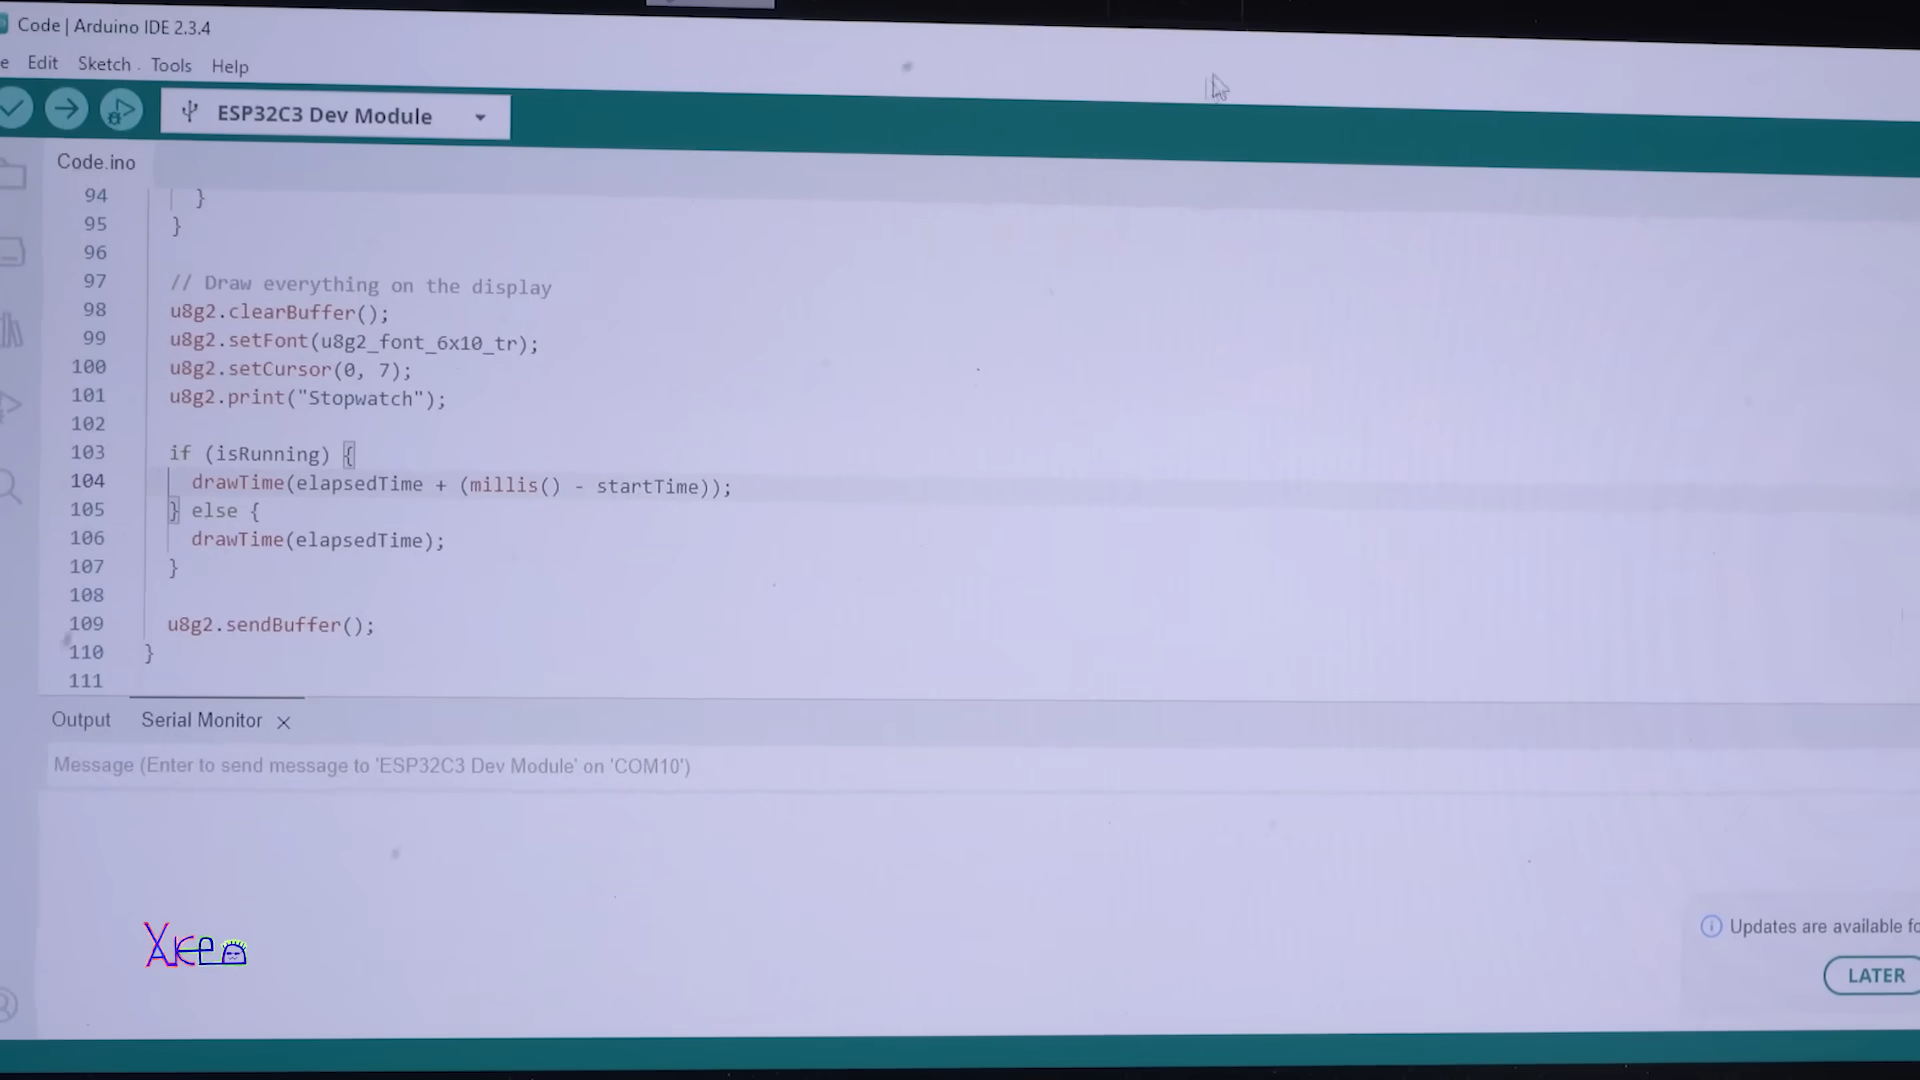 Code | Arduino IDE 2.3.4
e Edit Sketch Tools Help
ESP32C3 Dev Module
Code.ino
94 }
95 }
96
97 // Draw everything on the display
98 u8g2.clearBuffer();
99 u8g2.setFont(u8g2_font_6x10_tr);
100 u8g2.setCursor(0, 7);
101 u8g2.print("Stopwatch");
102
103 if (isRunning) {
104 drawTime(elapsedTime + (millis() - startTime));
105 } else {
106 drawTime(elapsedTime);
107 }
108
109 u8g2.sendBuffer();
110 }
111
Output Serial Monitor
Message (Enter to send message to 'ESP32C3 Dev Module' on 'COM10')
Updates are available fo
LATER